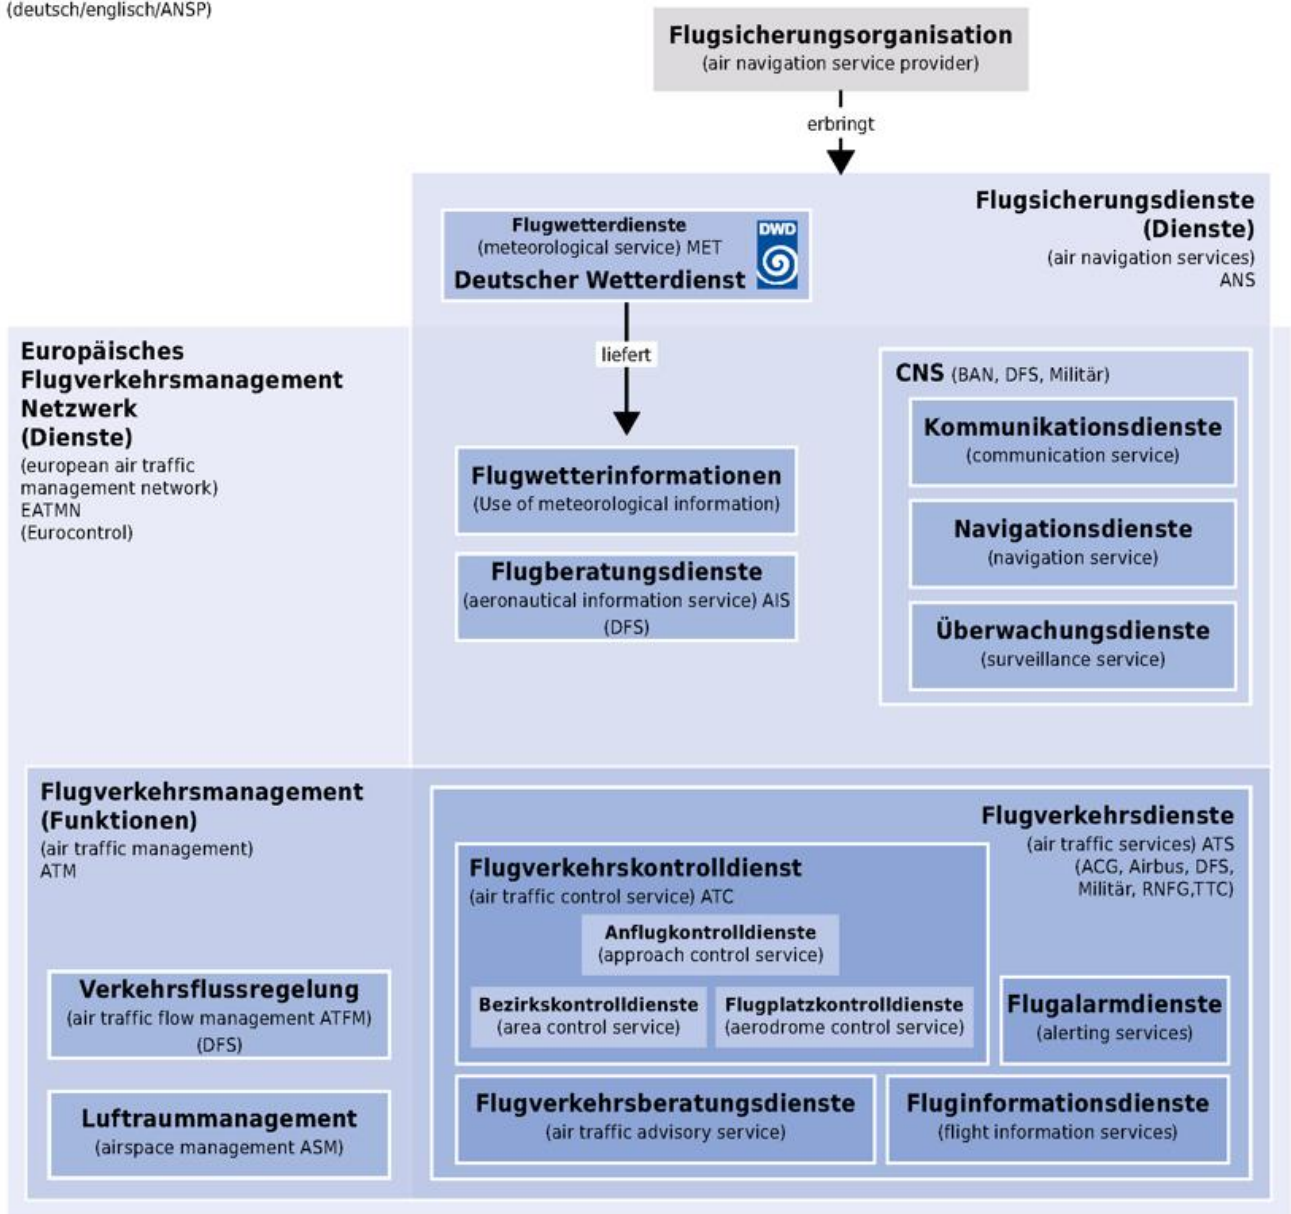 (deutsch/englisch/ANSP)
Flugsicherungsorganisation
(air navigation service provider)
erbringt
Flugsicherungsdienste
(Dienste)
(air navigation services)
ANS
Flugwetterdienste
(meteorological service) MET
Deutscher Wetterdienst
DWD
liefert
Europäisches
Flugverkehrsmanagement
Netzwerk
(Dienste)
(european air traffic
management network)
EATMN
(Eurocontrol)
Flugwetterinformationen
(Use of meteorological information)
Flugberatungsdienste
(aeronautical information service) AIS
(DFS)
CNS (BAN, DFS, Militär)
Kommunikationsdienste
(communication service)
Navigationsdienste
(navigation service)
Überwachungsdienste
(surveillance service)
Flugverkehrsmanagement
(Funktionen)
(air traffic management)
ATM
Verkehrsflussregelung
(air traffic flow management ATFM)
(DFS)
Luftraummanagement
(airspace management ASM)
Flugverkehrsdienste
(air traffic services) ATS
(ACG, Airbus, DFS,
Militär, RNFG,TTC)
Flugverkehrskontrolldienst
(air traffic control service) ATC
Anflugkontrolldienste
(approach control service)
Bezirkskontrolldienste
(area control service)
Flugplatzkontrolldienste
(aerodrome control service)
Flugalarmdienste
(alerting services)
Flugverkehrsberatungsdienste
(air traffic advisory service)
Fluginformationsdienste
(flight information services)